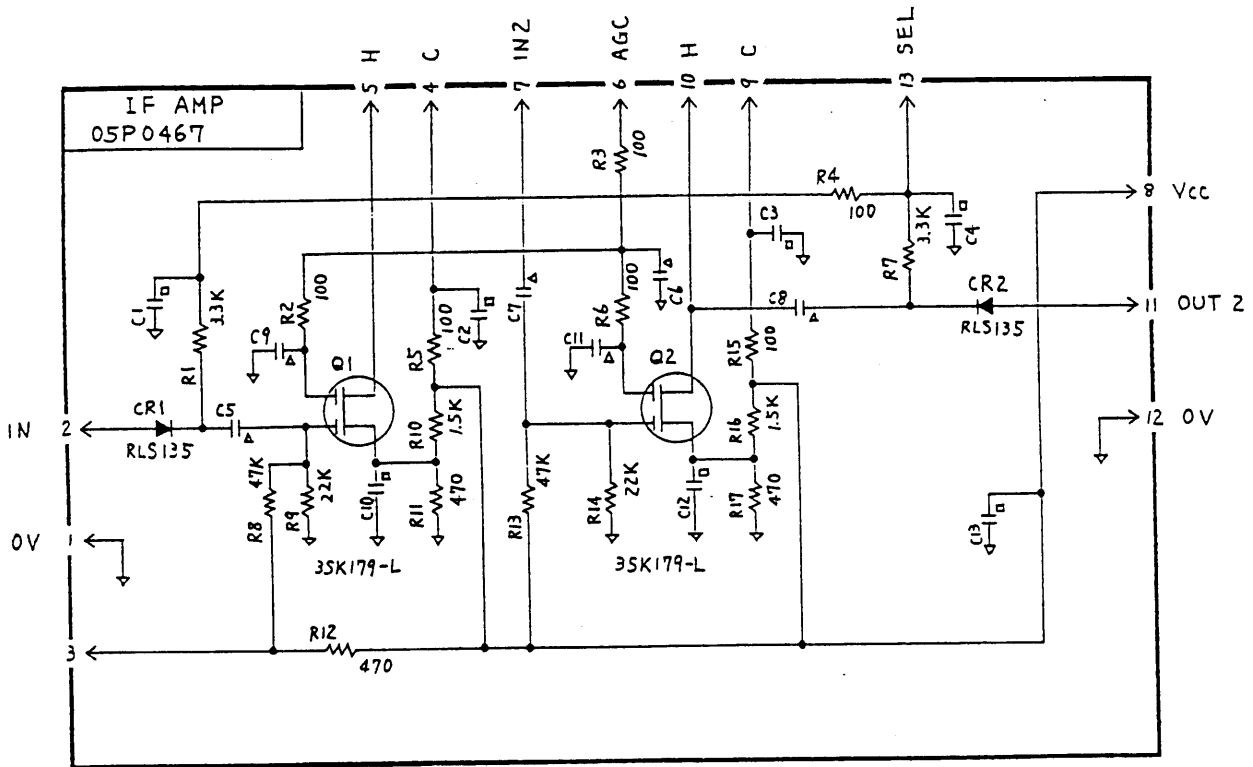 IF AMP
05P0467
5 H
4 C
7 IN2
6 AGC
10 H
9 C
13 SEL
8 Vcc
11 OUT 2
12 0V
IN 2
0V 1
3
R3
100
R4
100
C3
3.3K
R7
C4
C1
3.3K
R1
R2
100
C9
Q1
100
R5
C2
C7
R6
100
C6
C11
Q2
C8
R15
100
CR2
RLS135
CR1
RLS135
C5
R10
1.5K
R16
1.5K
47K
R8
22K
R9
C10
R11
470
47K
R13
22K
R14
C12
R17
470
C13
3SK179-L
3SK179-L
R12
470